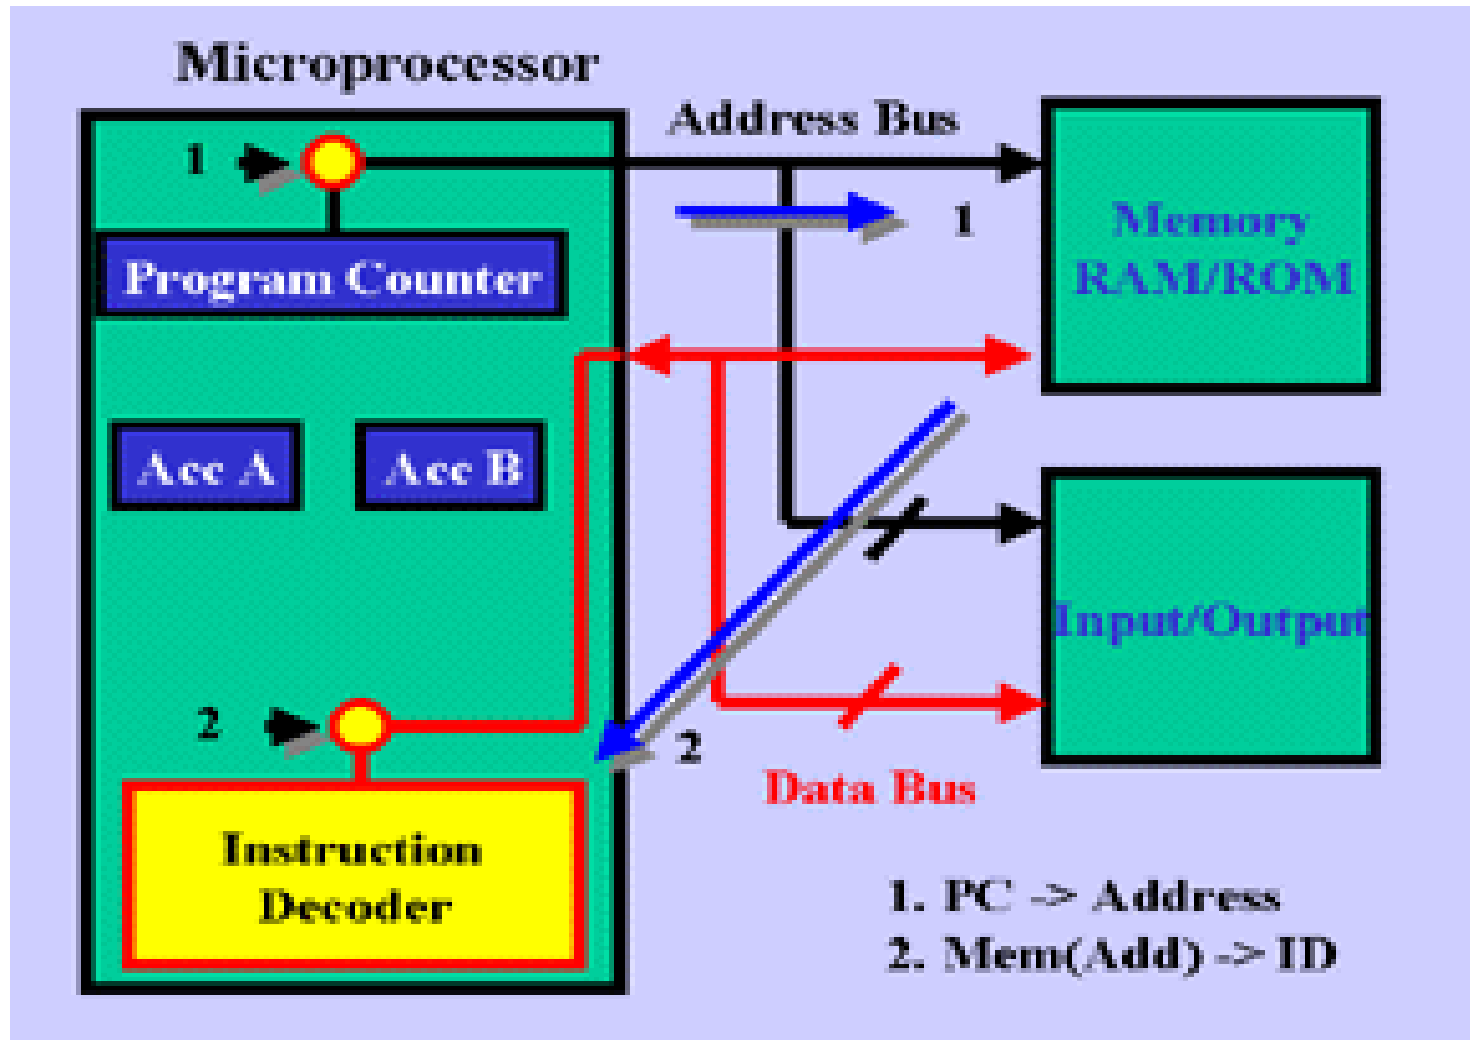 Microprocessor
Address Bus
1
1
Memory
RAM/ROM
Program Counter
Acc A
Acc B
Input/Output
2
2
Data Bus
Instruction
Decoder
1. PC -> Address
2. Mem(Add) -> ID